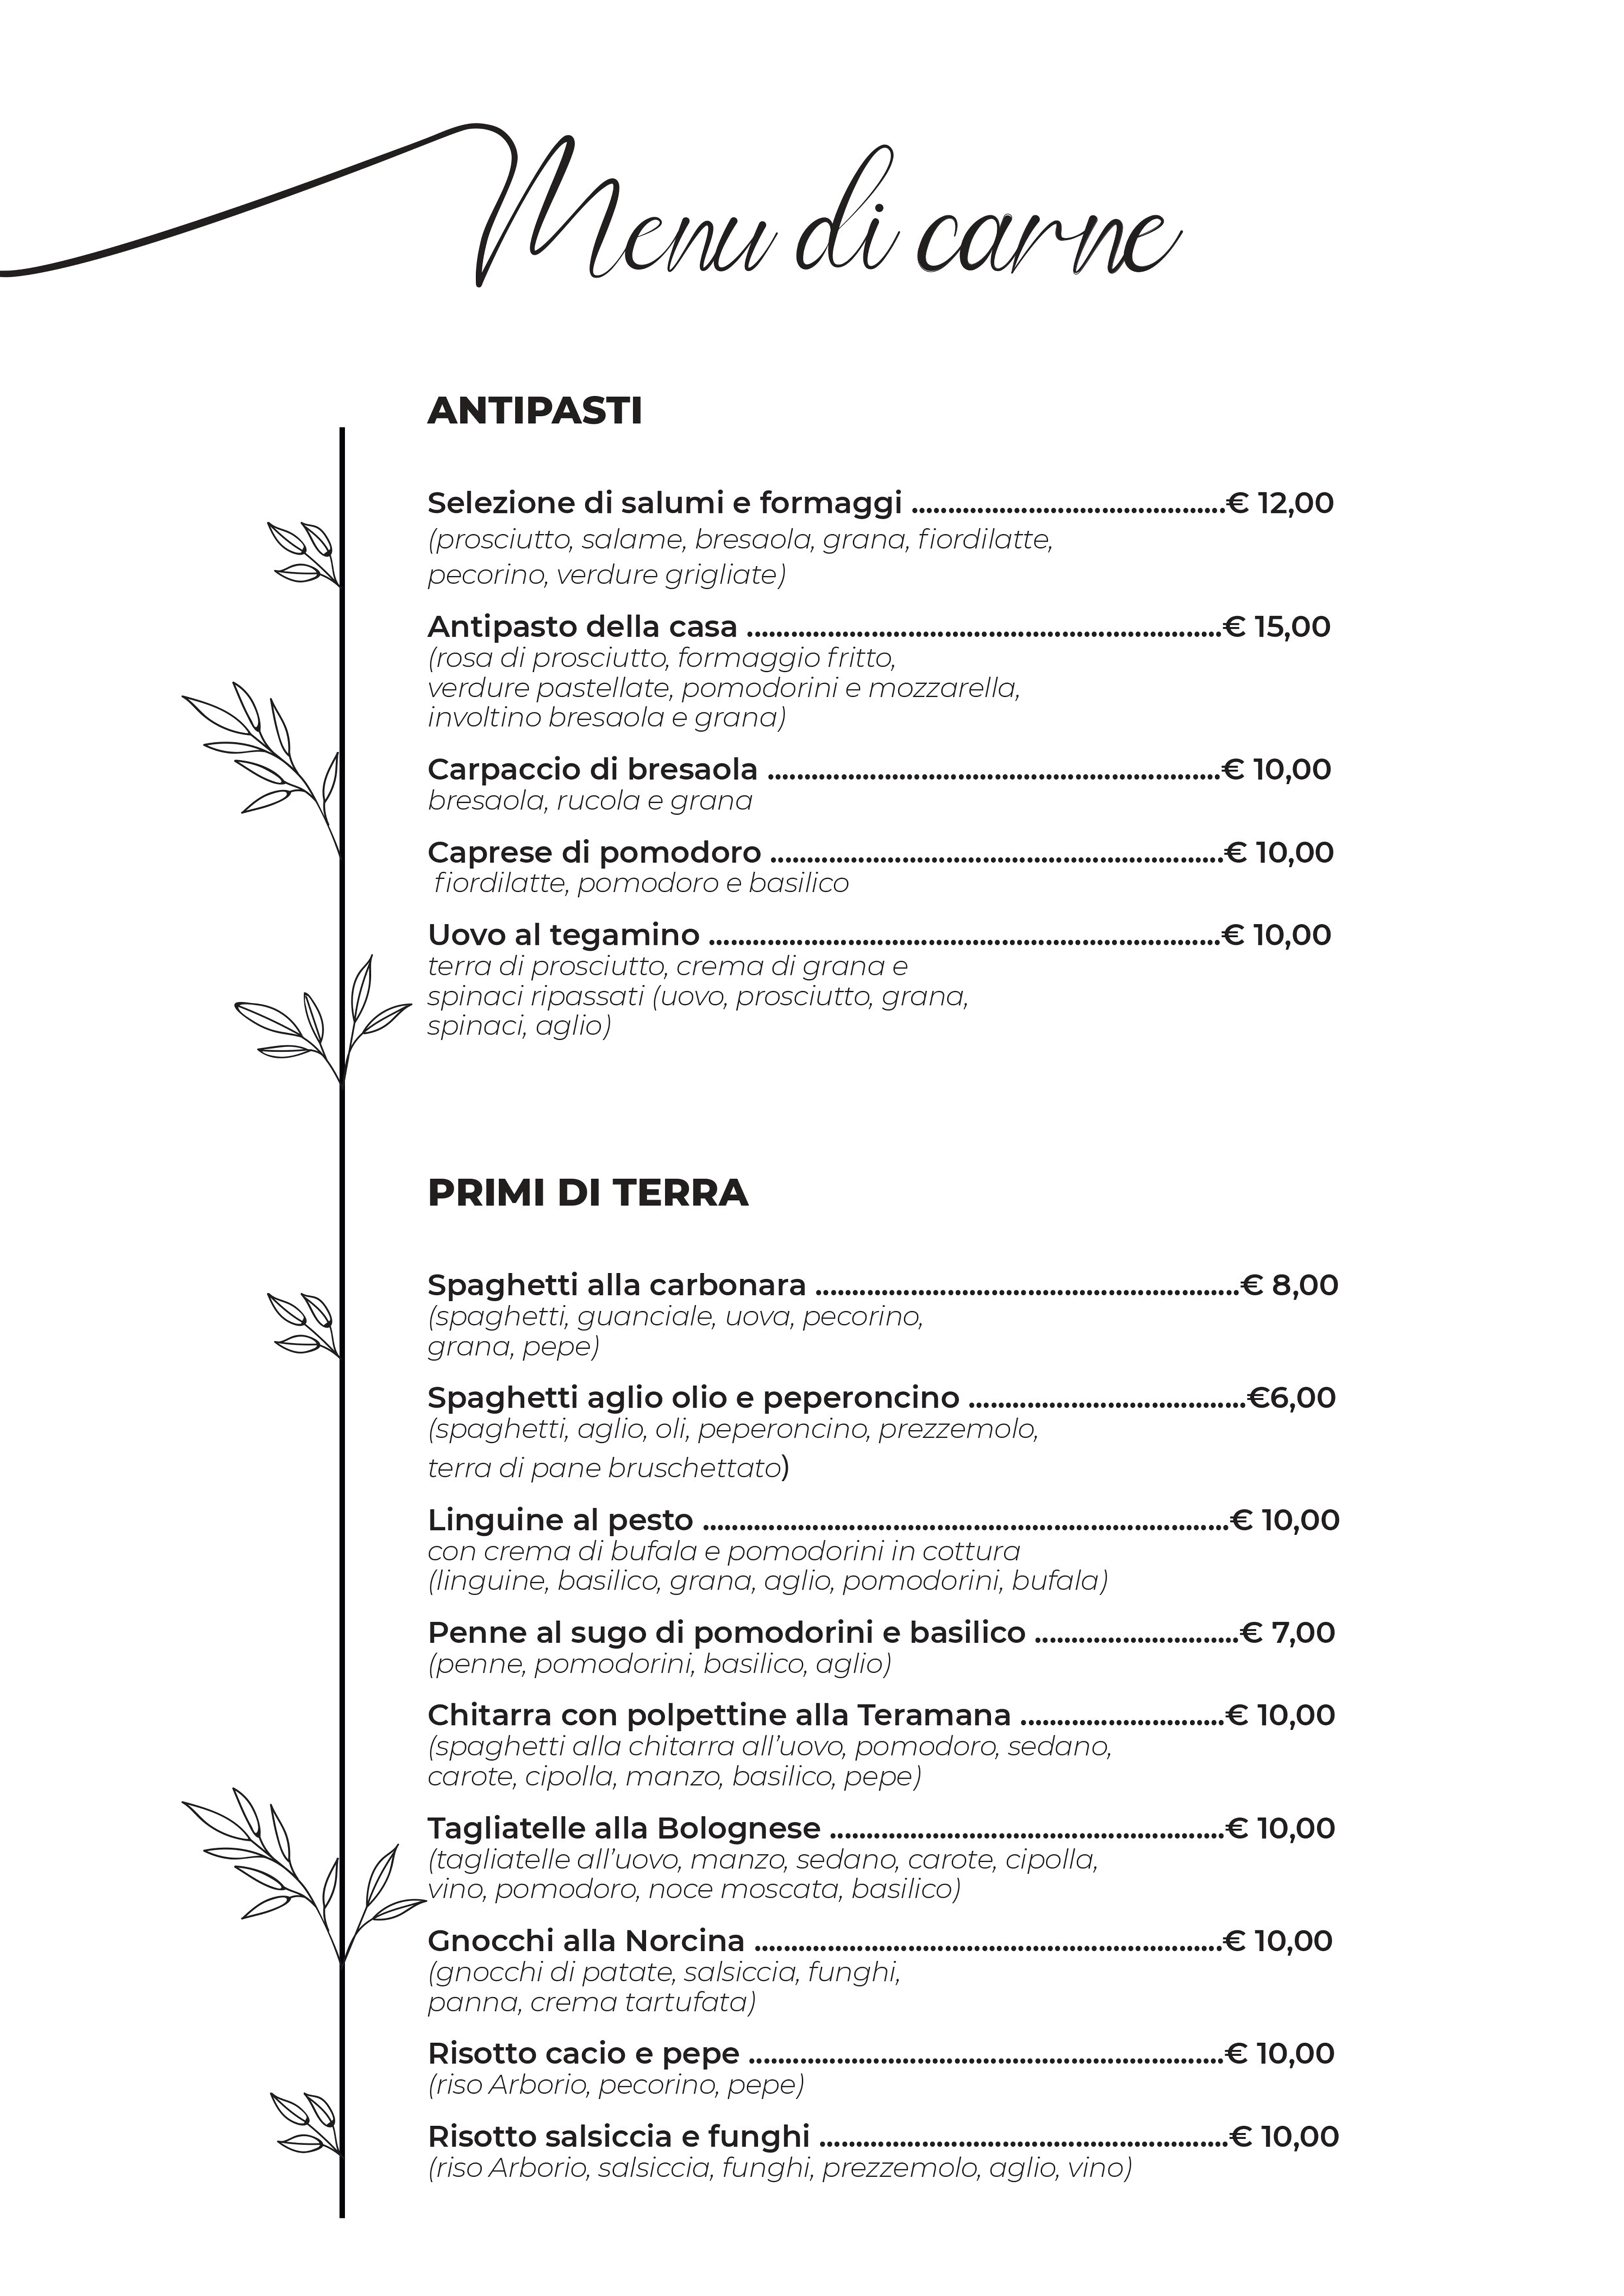 Menu di carne
ANTIPASTI
Selezione di salumi e formaggi ...........................................€ 12,00
(prosciutto, salame, bresaola, grana, fiordilatte,
pecorino, verdure grigliate)
Antipasto della casa .................................................................€ 15,00
(rosa di prosciutto, formaggio fritto,
verdure pastellate, pomodorini e mozzarella,
involtino bresaola e grana)
Carpaccio di bresaola ..............................................................€ 10,00
bresaola, rucola e grana
Caprese di pomodoro ..............................................................€ 10,00
fiordilatte, pomodoro e basilico
Uovo al tegamino ......................................................................€ 10,00
terra di prosciutto, crema di grana e
spinaci ripassati (uovo, prosciutto, grana,
spinaci, aglio)
PRIMI DI TERRA
Spaghetti alla carbonara ..........................................................€ 8,00
(spaghetti, guanciale, uova, pecorino,
grana, pepe)
Spaghetti aglio olio e peperoncino ......................................€6,00
(spaghetti, aglio, oli, peperoncino, prezzemolo,
terra di pane bruschettato)
Linguine al pesto ........................................................................€ 10,00
con crema di bufala e pomodorini in cottura
(linguine, basilico, grana, aglio, pomodorini, bufala)
Penne al sugo di pomodorini e basilico ............................€ 7,00
(penne, pomodorini, basilico, aglio)
Chitarra con polpettine alla Teramana ............................€ 10,00
(spaghetti alla chitarra all’uovo, pomodoro, sedano,
carote, cipolla, manzo, basilico, pepe)
Tagliatelle alla Bolognese ......................................................€ 10,00
(tagliatelle all’uovo, manzo, sedano, carote, cipolla,
vino, pomodoro, noce moscata, basilico)
Gnocchi alla Norcina ................................................................€ 10,00
(gnocchi di patate, salsiccia, funghi,
panna, crema tartufata)
Risotto cacio e pepe .................................................................€ 10,00
(riso Arborio, pecorino, pepe)
Risotto salsiccia e funghi ........................................................€ 10,00
(riso Arborio, salsiccia, funghi, prezzemolo, aglio, vino)